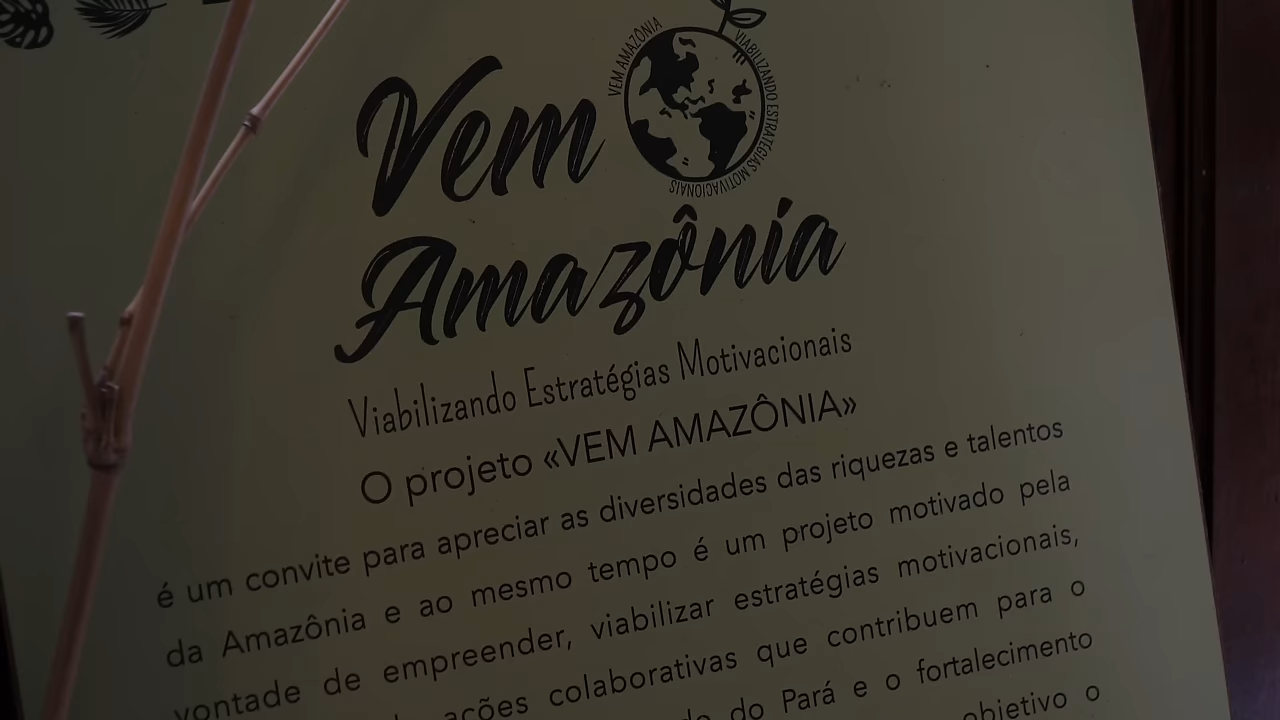 VEM AMAZÔNIA
VIABILIZANDO ESTRATÉGIAS MOTIVACIONAIS
Vem
Amazônia
Viabilizando Estratégias Motivacionais
O projeto «VEM AMAZÔNIA»
é um convite para apreciar as diversidades das riquezas e talentos
da Amazônia e ao mesmo tempo é um projeto motivado pela
vontade de empreender, viabilizar estratégias motivacionais,
ações colaborativas que contribuem para o
do Pará e o fortalecimento
objetivo o